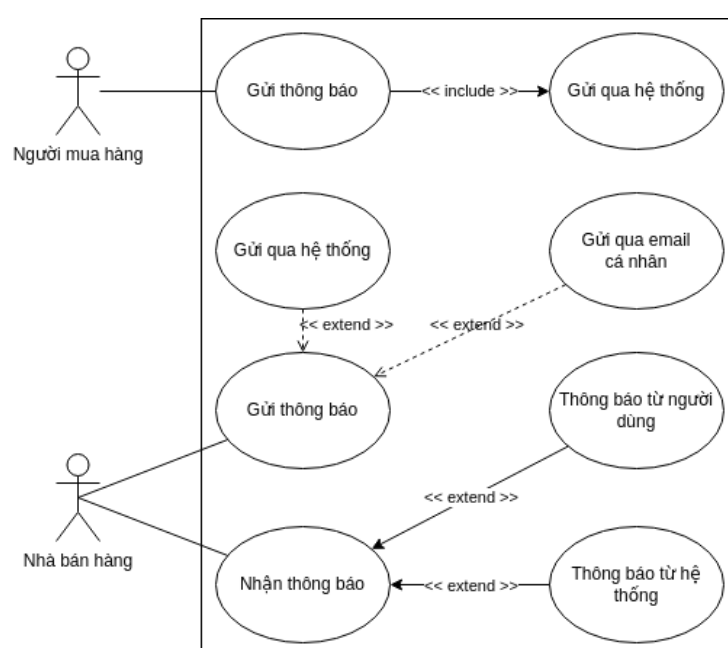 Người mua hàng
Gửi thông báo
<< include >>
Gửi qua hệ thống
Gửi qua hệ thống
Gửi qua email
cá nhân
<< extend >>
<< extend >>
Gửi thông báo
Thông báo từ người
dùng
<< extend >>
Nhà bán hàng
Nhận thông báo
<< extend >>
Thông báo từ hệ
thống